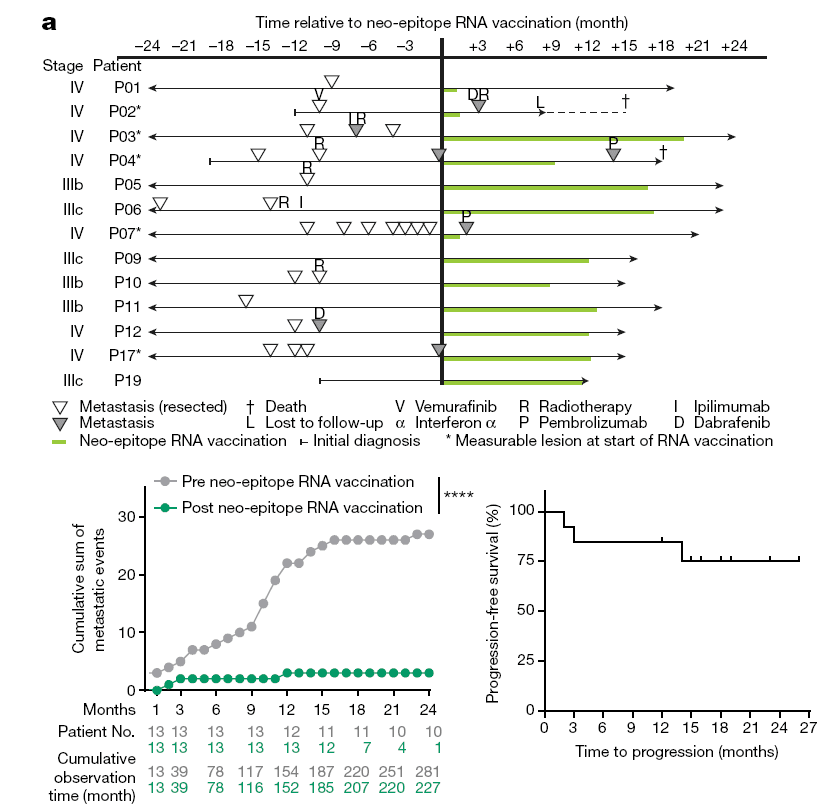 a
Time relative to neo-epitope RNA vaccination (month)
−24 −21 −18 −15 −12 −9 −6 −3 +3 +6 +9 +12 +15 +18 +21 +24
Stage Patient
IV P01
V DR
IV P02* L †
I R
IV P03*
R P
IV P04* †
R
IIIb P05
IIIc P06 R I
P
IV P07*
IIIc P09
R
IIIb P10
IIIb P11
D
IV P12
IV P17*
IIIc P19
Metastasis (resected) † Death V Vemurafinib R Radiotherapy I Ipilimumab
Metastasis L Lost to follow-up α Interferon α P Pembrolizumab D Dabrafenib
Neo-epitope RNA vaccination Initial diagnosis * Measurable lesion at start of RNA vaccination
Pre neo-epitope RNA vaccination
Post neo-epitope RNA vaccination
****
Cumulative sum of
metastatic events
30
20
10
0
Months 1 3 6 9 12 15 18 21 24
Patient No. 13 13 13 13 12 11 11 10 10
13 13 13 13 13 12 7 4 1
Cumulative
observation
time (month)
13 39 78 117 154 187 220 251 281
13 39 78 116 152 185 207 220 227
Progression-free survival (%)
100
75
50
25
0
0 3 6 9 12 15 18 21 24 27
Time to progression (months)